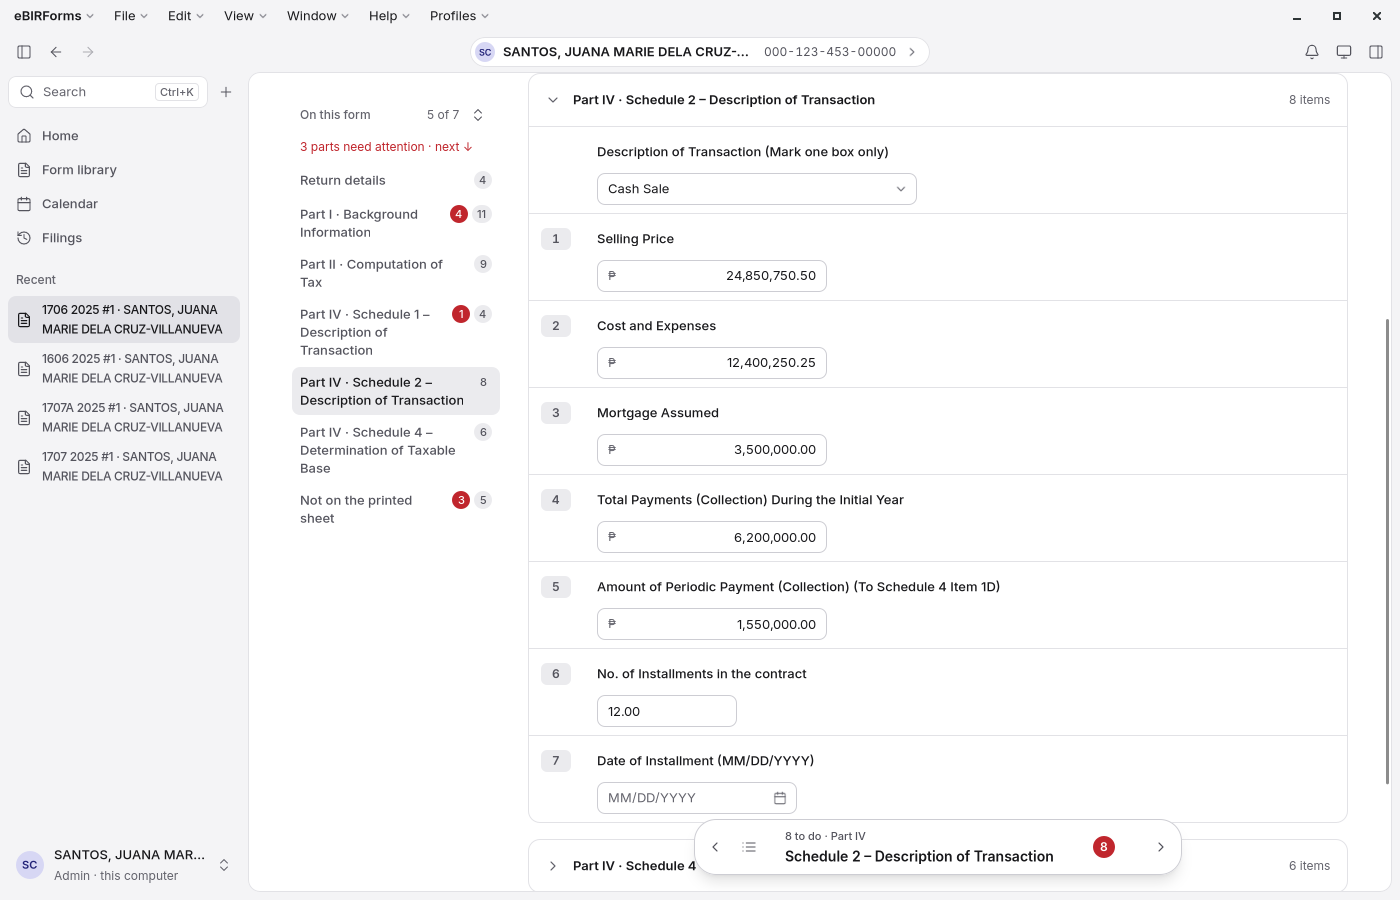 eBIRForms File Edit View Window Help Profiles
SC SANTOS, JUANA MARIE DELA CRUZ-... 000-123-453-00000
Search Ctrl+K
Home
Form library
Calendar
Filings
Recent
1706 2025 #1 · SANTOS, JUANA
MARIE DELA CRUZ-VILLANUEVA
1606 2025 #1 · SANTOS, JUANA
MARIE DELA CRUZ-VILLANUEVA
1707A 2025 #1 · SANTOS, JUANA
MARIE DELA CRUZ-VILLANUEVA
1707 2025 #1 · SANTOS, JUANA
MARIE DELA CRUZ-VILLANUEVA
SC SANTOS, JUANA MAR...
Admin · this computer
On this form 5 of 7
3 parts need attention · next ↓
Return details 4
Part I · Background 4 11
Information
Part II · Computation of 9
Tax
Part IV · Schedule 1 – 1 4
Description of
Transaction
Part IV · Schedule 2 – 8
Description of Transaction
Part IV · Schedule 4 – 6
Determination of Taxable
Base
Not on the printed 3 5
sheet
Part IV · Schedule 2 – Description of Transaction 8 items
Description of Transaction (Mark one box only)
Cash Sale
1 Selling Price
₱ 24,850,750.50
2 Cost and Expenses
₱ 12,400,250.25
3 Mortgage Assumed
₱ 3,500,000.00
4 Total Payments (Collection) During the Initial Year
₱ 6,200,000.00
5 Amount of Periodic Payment (Collection) (To Schedule 4 Item 1D)
₱ 1,550,000.00
6 No. of Installments in the contract
12.00
7 Date of Installment (MM/DD/YYYY)
MM/DD/YYYY
Part IV · Schedule 4 6 items
8 to do · Part IV
Schedule 2 – Description of Transaction 8